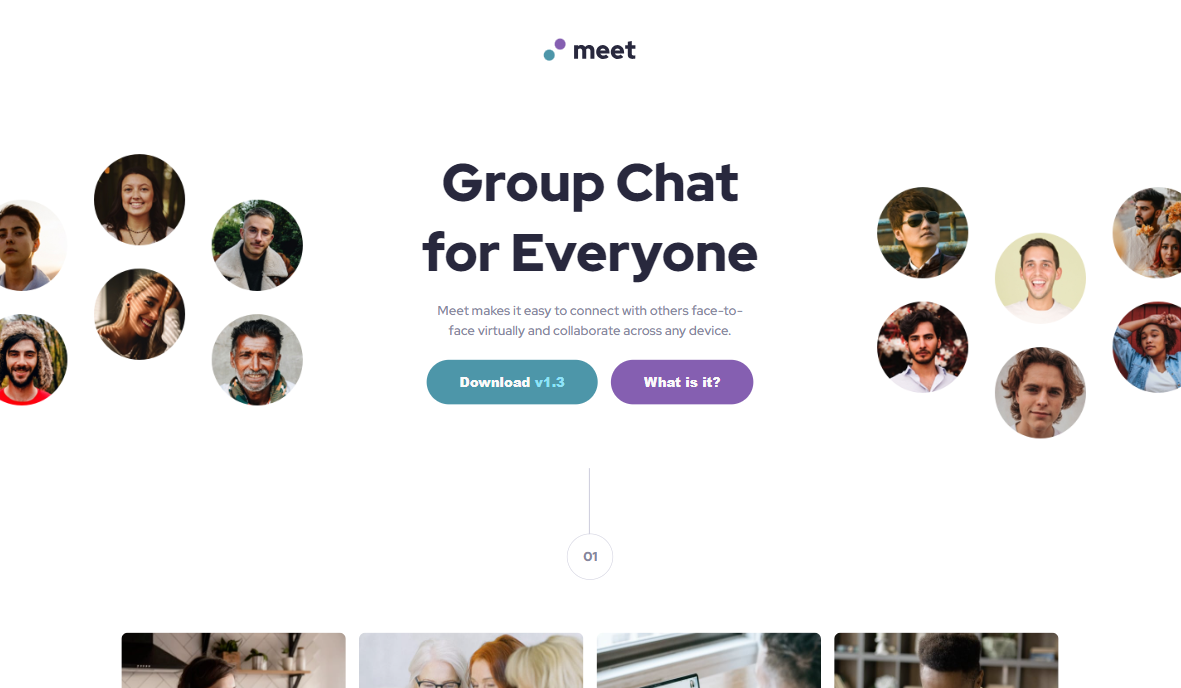 meet
Group Chat
for Everyone
Meet makes it easy to connect with others face-to-
face virtually and collaborate across any device.
Download v1.3
What is it?
01